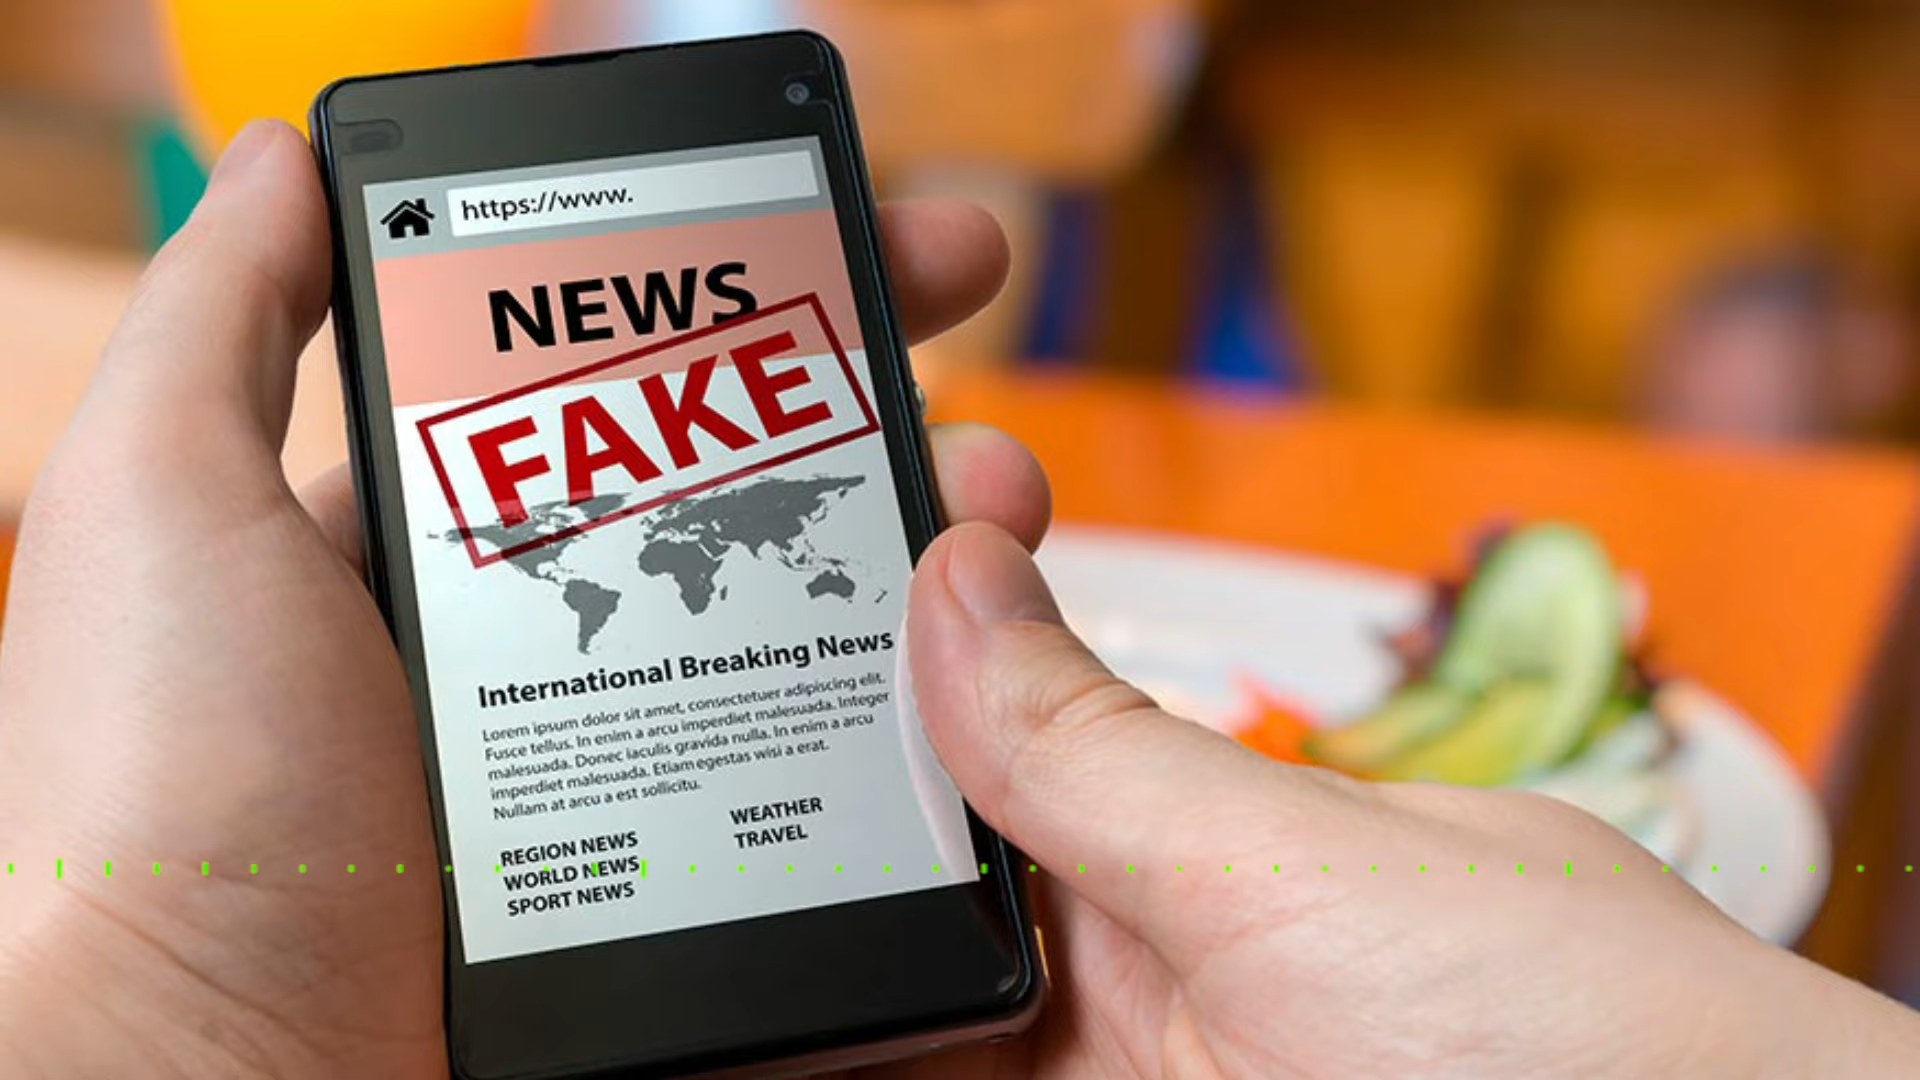 https://www.
NEWS
FAKE
International Breaking News
Lorem ipsum dolor sit amet, consectetuer adipiscing elit.
Fusce tellus. In enim a arcu imperdiet malesuada. Integer
malesuada. Donec iaculis gravida nulla. In enim a arcu
imperdiet malesuada. Etiam egestas wisi a erat.
Nullam at arcu a est sollicitu.
REGION NEWS
WORLD NEWS
SPORT NEWS
WEATHER
TRAVEL